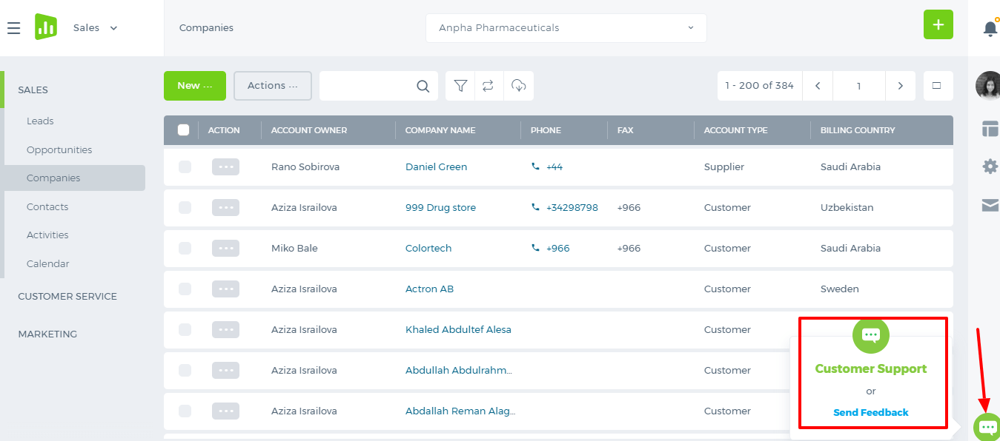 Sales
Companies
Anpha Pharmaceuticals
+
SALES
Leads
Opportunities
Companies
Contacts
Activities
Calendar
CUSTOMER SERVICE
MARKETING
New ...
Actions ...
1 - 200 of 384
1
ACTION ACCOUNT OWNER COMPANY NAME PHONE FAX ACCOUNT TYPE BILLING COUNTRY
Rano Sobirova Daniel Green +44 Supplier Saudi Arabia
Aziza Israilova 999 Drug store +34298798 +966 Customer Uzbekistan
Miko Bale Colortech +966 +966 Customer Saudi Arabia
Aziza Israilova Actron AB Customer Sweden
Aziza Israilova Khaled Abdultef Alesa Customer
Aziza Israilova Abdullah Abdulrahm... Customer
Aziza Israilova Abdallah Reman Alag... Customer
Customer Support
or
Send Feedback